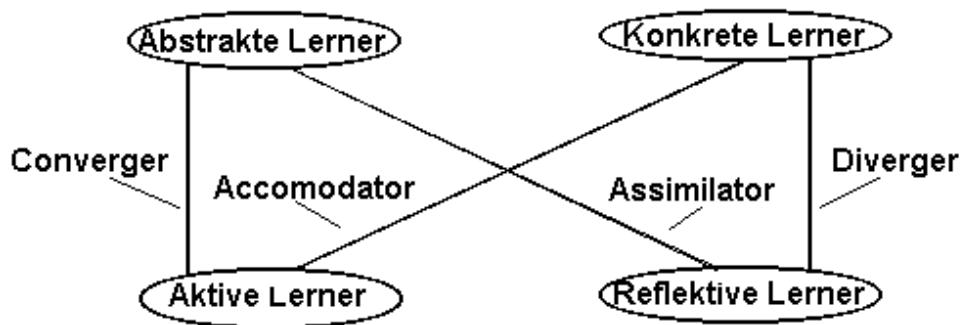 Abstrakte Lerner
Konkrete Lerner
Converger
Diverger
Accomodator
Assimilator
Aktive Lerner
Reflektive Lerner